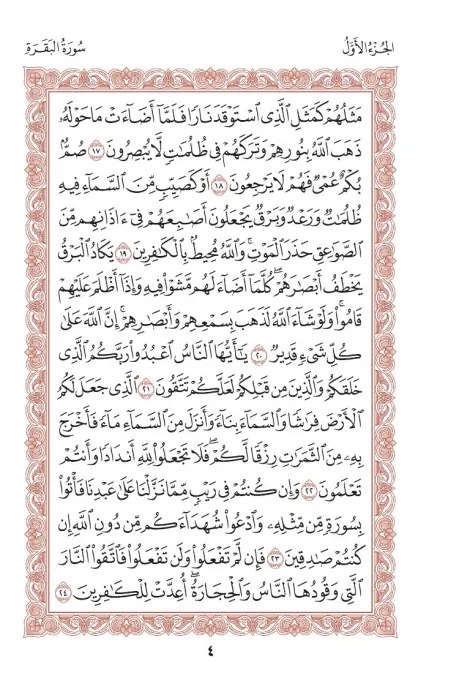 الجُزْءُ الأَوَّلُ
سُورَةُ البَقَرَةِ
مَثَلُهُمْ كَمَثَلِ ٱلَّذِى ٱسْتَوْقَدَ نَارًا فَلَمَّآ أَضَآءَتْ مَا حَوْلَهُۥ
ذَهَبَ ٱللَّهُ بِنُورِهِمْ وَتَرَكَهُمْ فِى ظُلُمَٰتٍ لَّا يُبْصِرُونَ ١٧ صُمٌّۢ
بُكْمٌ عُمْىٌ فَهُمْ لَا يَرْجِعُونَ ١٨ أَوْ كَصَيِّبٍ مِّنَ ٱلسَّمَآءِ فِيهِ
ظُلُمَٰتٌ وَرَعْدٌ وَبَرْقٌ يَجْعَلُونَ أَصَٰبِعَهُمْ فِىٓ ءَاذَانِهِم مِّنَ
ٱلصَّوَٰعِقِ حَذَرَ ٱلْمَوْتِ ۚ وَٱللَّهُ مُحِيطٌۢ بِٱلْكَٰفِرِينَ ١٩ يَكَادُ ٱلْبَرْقُ
يَخْطَفُ أَبْصَٰرَهُمْ ۖ كُلَّمَآ أَضَآءَ لَهُم مَّشَوْا۟ فِيهِ وَإِذَآ أَظْلَمَ عَلَيْهِمْ
قَامُوا۟ ۚ وَلَوْ شَآءَ ٱللَّهُ لَذَهَبَ بِسَمْعِهِمْ وَأَبْصَٰرِهِمْ ۚ إِنَّ ٱللَّهَ عَلَىٰ
كُلِّ شَىْءٍ قَدِيرٌ ٢٠ يَٰٓأَيُّهَا ٱلنَّاسُ ٱعْبُدُوا۟ رَبَّكُمُ ٱلَّذِى
خَلَقَكُمْ وَٱلَّذِينَ مِن قَبْلِكُمْ لَعَلَّكُمْ تَتَّقُونَ ٢١ ٱلَّذِى جَعَلَ لَكُمُ
ٱلْأَرْضَ فِرَٰشًا وَٱلسَّمَآءَ بِنَآءً وَأَنزَلَ مِنَ ٱلسَّمَآءِ مَآءً فَأَخْرَجَ
بِهِۦ مِنَ ٱلثَّمَرَٰتِ رِزْقًا لَّكُمْ ۖ فَلَا تَجْعَلُوا۟ لِلَّهِ أَندَادًا وَأَنتُمْ
تَعْلَمُونَ ٢٢ وَإِن كُنتُمْ فِى رَيْبٍ مِّمَّا نَزَّلْنَا عَلَىٰ عَبْدِنَا فَأْتُوا۟
بِسُورَةٍ مِّن مِّثْلِهِۦ وَٱدْعُوا۟ شُهَدَآءَكُم مِّن دُونِ ٱللَّهِ إِن
كُنتُمْ صَٰدِقِينَ ٢٣ فَإِن لَّمْ تَفْعَلُوا۟ وَلَن تَفْعَلُوا۟ فَٱتَّقُوا۟ ٱلنَّارَ
ٱلَّتِى وَقُودُهَا ٱلنَّاسُ وَٱلْحِجَارَةُ ۖ أُعِدَّتْ لِلْكَٰفِرِينَ ٢٤
٤